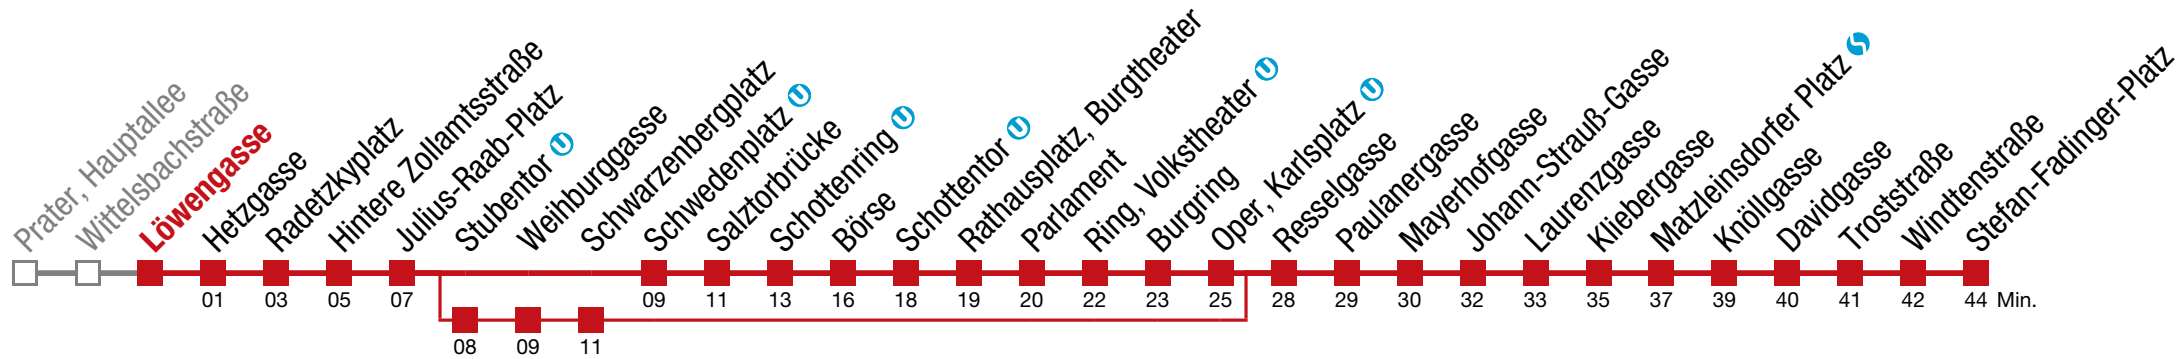 Prater, Hauptallee
Wittelsbachstraße
Löwengasse
Hetzgasse
Radetzkyplatz
Hintere Zollamtsstraße
Julius-Raab-Platz
Stubentor U
Weihburggasse
Schwarzenbergplatz
Schwedenplatz U
Salztorbrücke
Schottenring U
Börse
Schottentor U
Rathausplatz, Burgtheater
Parlament
Ring, Volkstheater U
Burgring
Oper, Karlsplatz U
Resselgasse
Paulanergasse
Mayerhofgasse
Johann-Strauß-Gasse
Laurenzgasse
Kliebergasse
Matzleinsdorfer Platz S
Knöllgasse
Davidgasse
Troststraße
Windtenstraße
Stefan-Fadinger-Platz
01 03 05 07 09 11 13 16 18 19 20 22 23 25 28 29 30 32 33 35 37 39 40 41 42 44 Min.
08 09 11